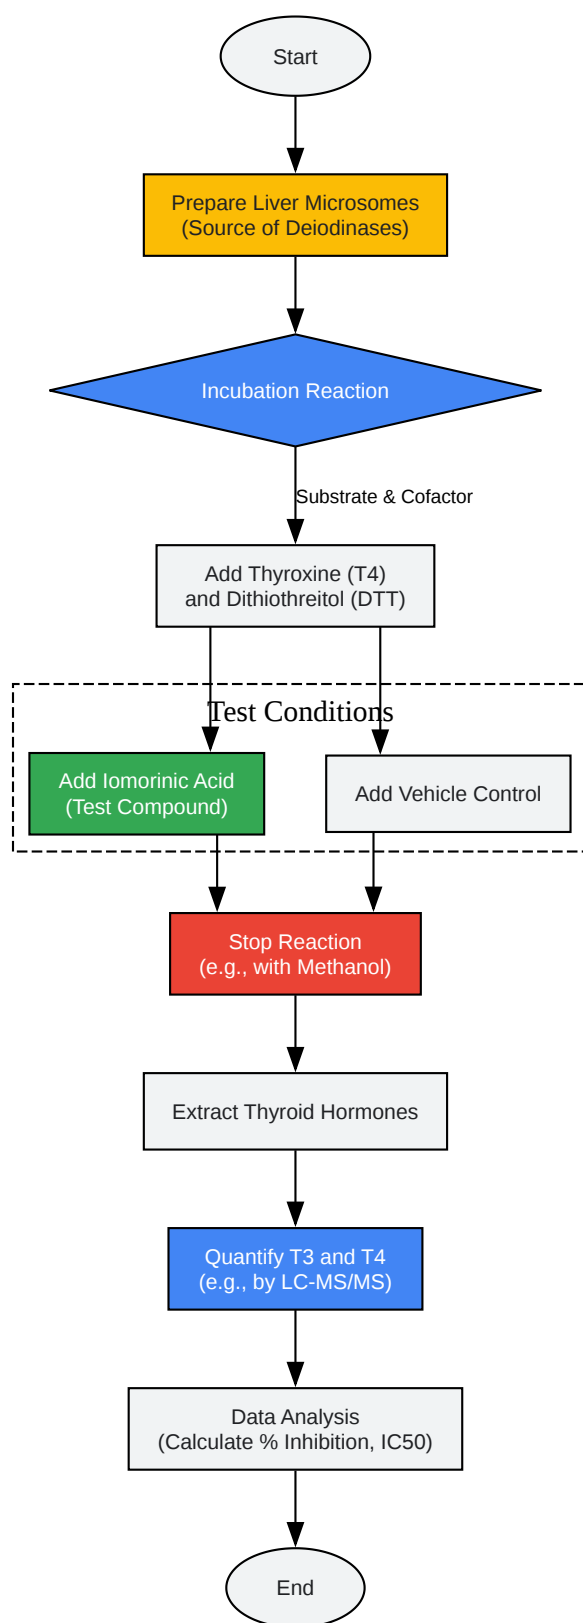 Start
Prepare Liver Microsomes
(Source of Deiodinases)
Incubation Reaction
Substrate & Cofactor
Add Thyroxine (T4)
and Dithiothreitol (DTT)
Test Conditions
Add Iomorinic Acid
(Test Compound)
Add Vehicle Control
Stop Reaction
(e.g., with Methanol)
Extract Thyroid Hormones
Quantify T3 and T4
(e.g., by LC-MS/MS)
Data Analysis
(Calculate % Inhibition, IC50)
End